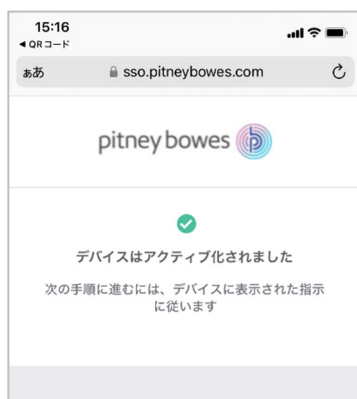 15:16
◀ QRコード
ぁあ sso.pitneybowes.com
pitney bowes
デバイスはアクティブ化されました
次の手順に進むには、デバイスに表示された指示
に従います